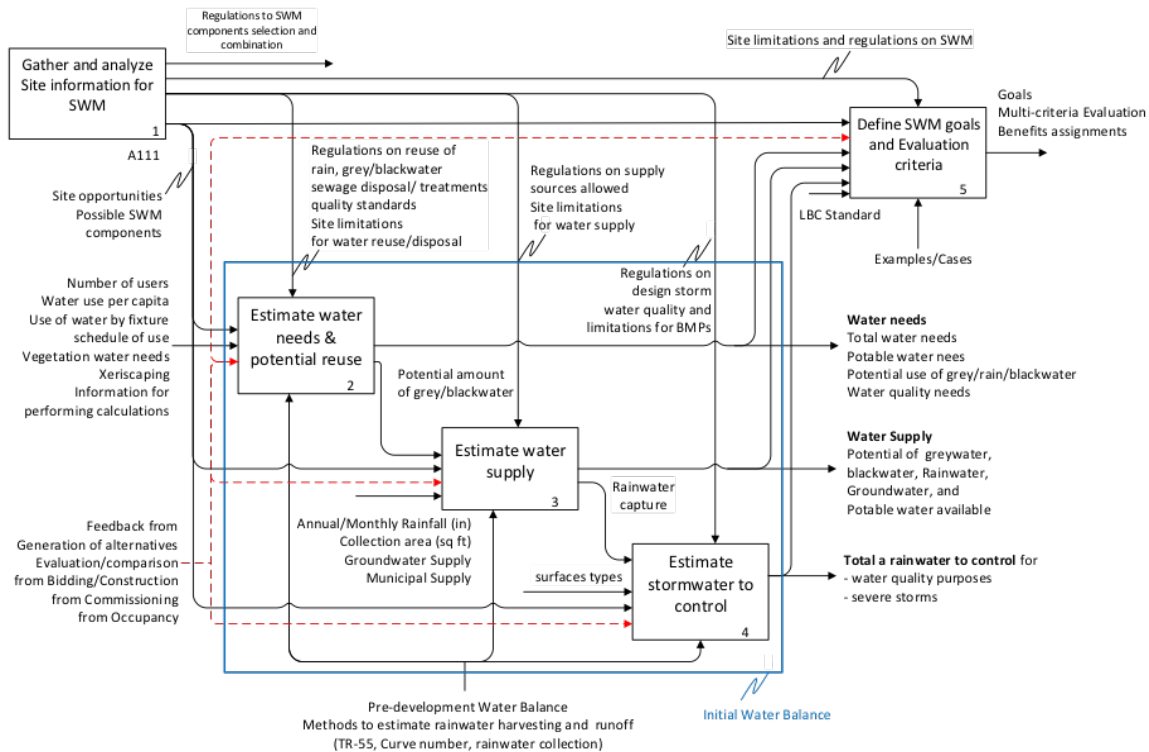 Regulations to SWM
components selection and
combination
Site limitations and regulations on SWM
Gather and analyze
Site information for
SWM
1
A111
Goals
Multi-criteria Evaluation
Benefits assignments
Define SWM goals
and Evaluation
criteria
5
LBC Standard
Examples/Cases
Site opportunities
Possible SWM
components
Regulations on reuse of
rain, grey/blackwater
sewage disposal/ treatments
quality standards
Site limitations
for water reuse/disposal
Regulations on supply
sources allowed
Site limitations
for water supply
Regulations on
design storm
water quality and
limitations for BMPs
Number of users
Water use per capita
Use of water by fixture
schedule of use
Vegetation water needs
Xeriscaping
Information for
performing calculations
Estimate water
needs &
potential reuse
2
Potential amount
of grey/blackwater
Water needs
Total water needs
Potable water nees
Potential use of grey/rain/blackwater
Water quality needs
Estimate water
supply
3
Rainwater
capture
Water Supply
Potential of greywater,
blackwater, Rainwater,
Groundwater, and
Potable water available
Annual/Monthly Rainfall (in)
Collection area (sq ft)
Groundwater Supply
Municipal Supply
Feedback from
Generation of alternatives
Evaluation/comparison
from Bidding/Construction
from Commissioning
from Occupancy
surfaces types
Estimate
stormwater to
control
4
Total a rainwater to control for
- water quality purposes
- severe storms
Pre-development Water Balance
Methods to estimate rainwater harvesting and runoff
(TR-55, Curve number, rainwater collection)
Initial Water Balance